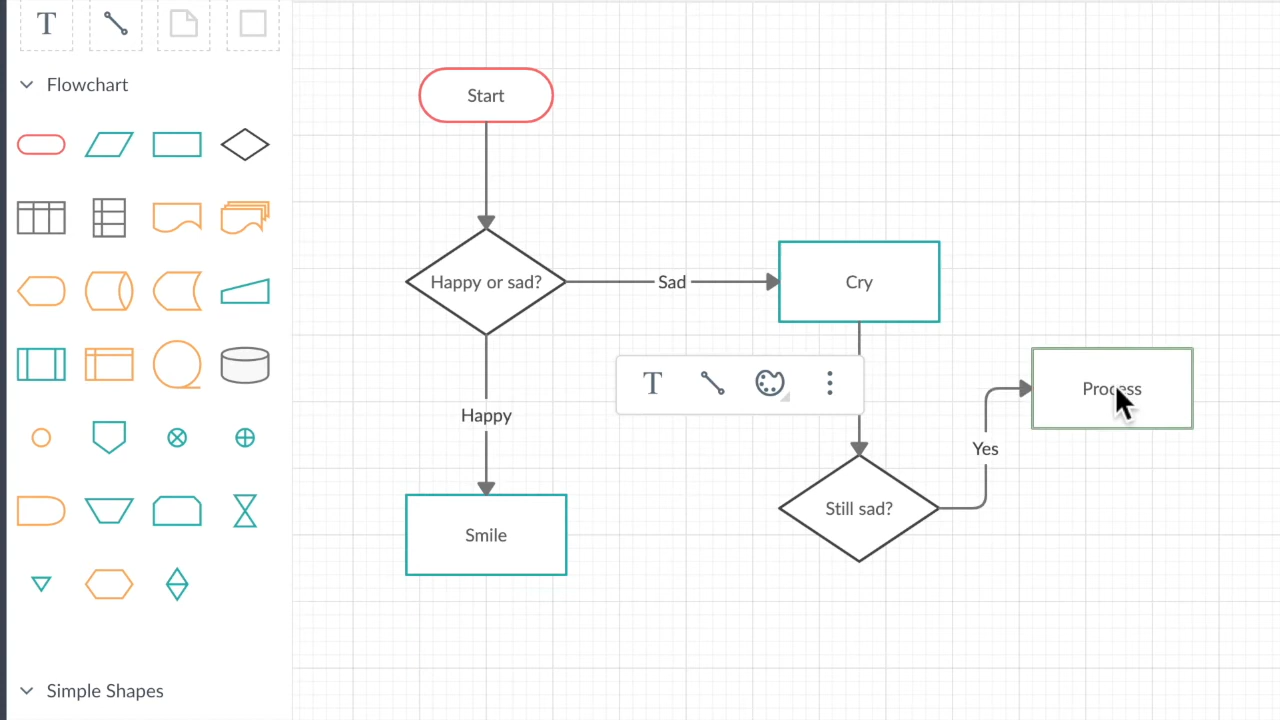 T
Flowchart
Start
Happy or sad?
Sad
Cry
T
Process
Happy
Yes
Still sad?
Smile
Simple Shapes